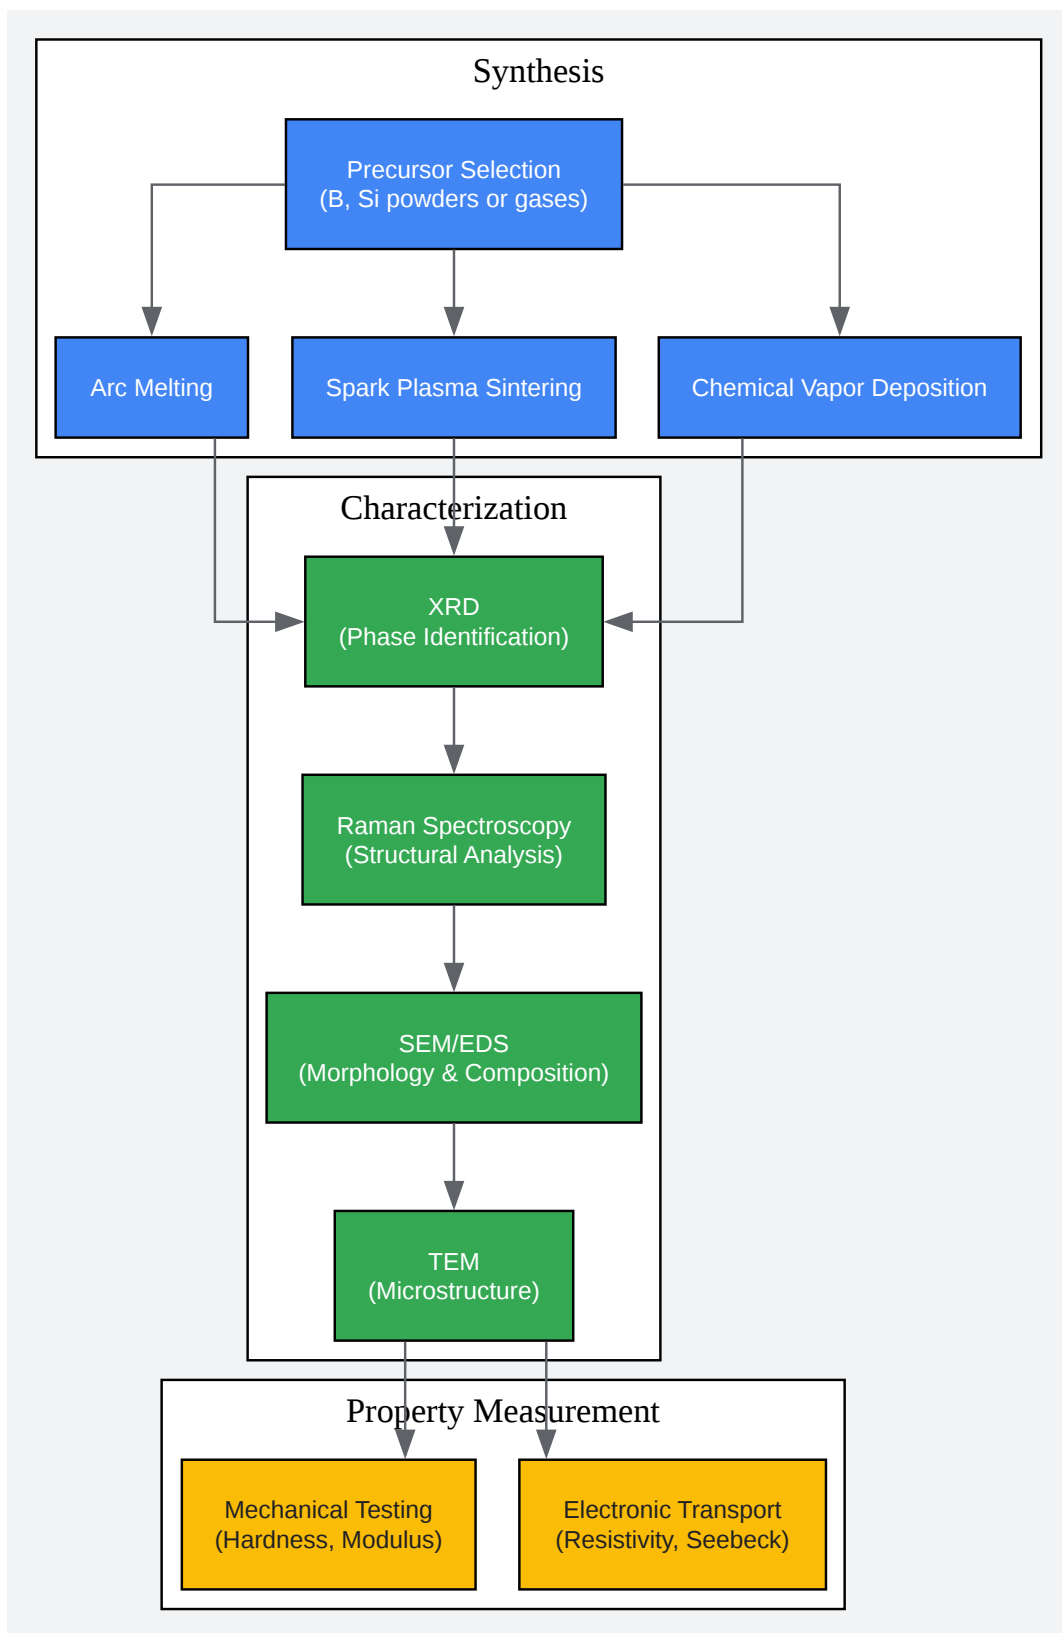 Synthesis
Precursor Selection
(B, Si powders or gases)
Arc Melting
Spark Plasma Sintering
Chemical Vapor Deposition
Characterization
XRD
(Phase Identification)
Raman Spectroscopy
(Structural Analysis)
SEM/EDS
(Morphology & Composition)
TEM
(Microstructure)
Property Measurement
Mechanical Testing
(Hardness, Modulus)
Electronic Transport
(Resistivity, Seebeck)